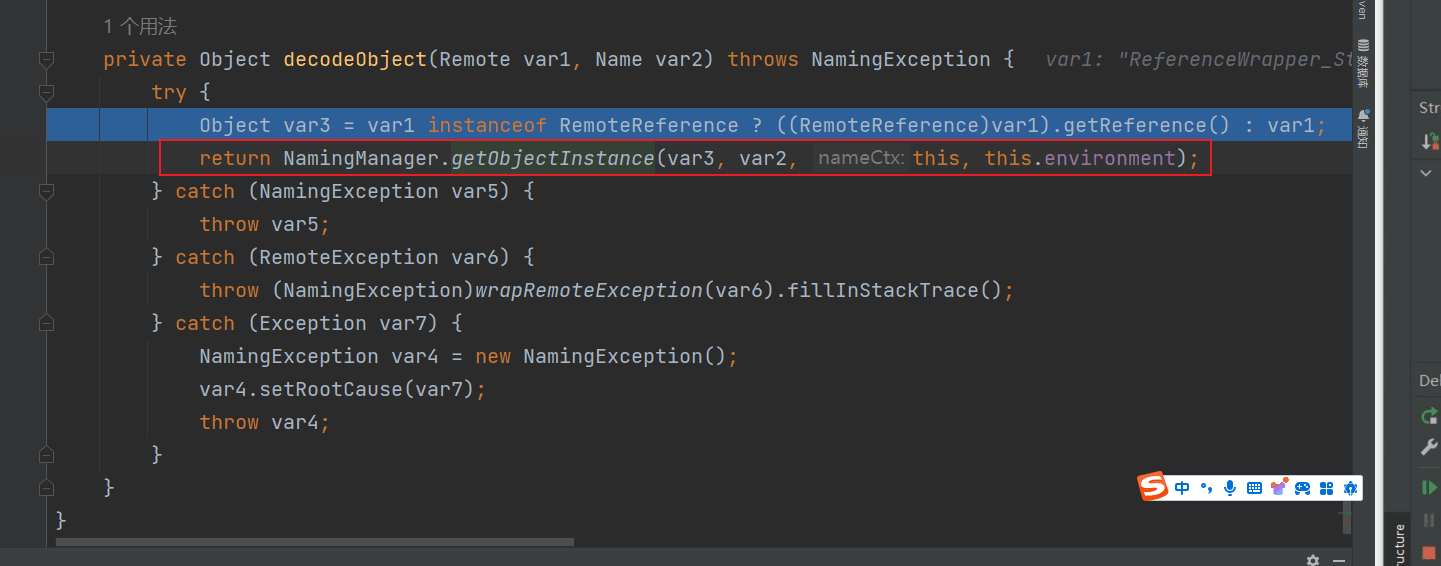 1 个用法
private Object decodeObject(Remote var1, Name var2) throws NamingException {   var1: "ReferenceWrapper_St
try {
Object var3 = var1 instanceof RemoteReference ? ((RemoteReference)var1).getReference() : var1;
return NamingManager.getObjectInstance(var3, var2, nameCtx: this, this.environment);
} catch (NamingException var5) {
throw var5;
} catch (RemoteException var6) {
throw (NamingException)wrapRemoteException(var6).fillInStackTrace();
} catch (Exception var7) {
NamingException var4 = new NamingException();
var4.setRootCause(var7);
throw var4;
}
}
}
ven
数据库
通知
Stru
Del
ucture
S中